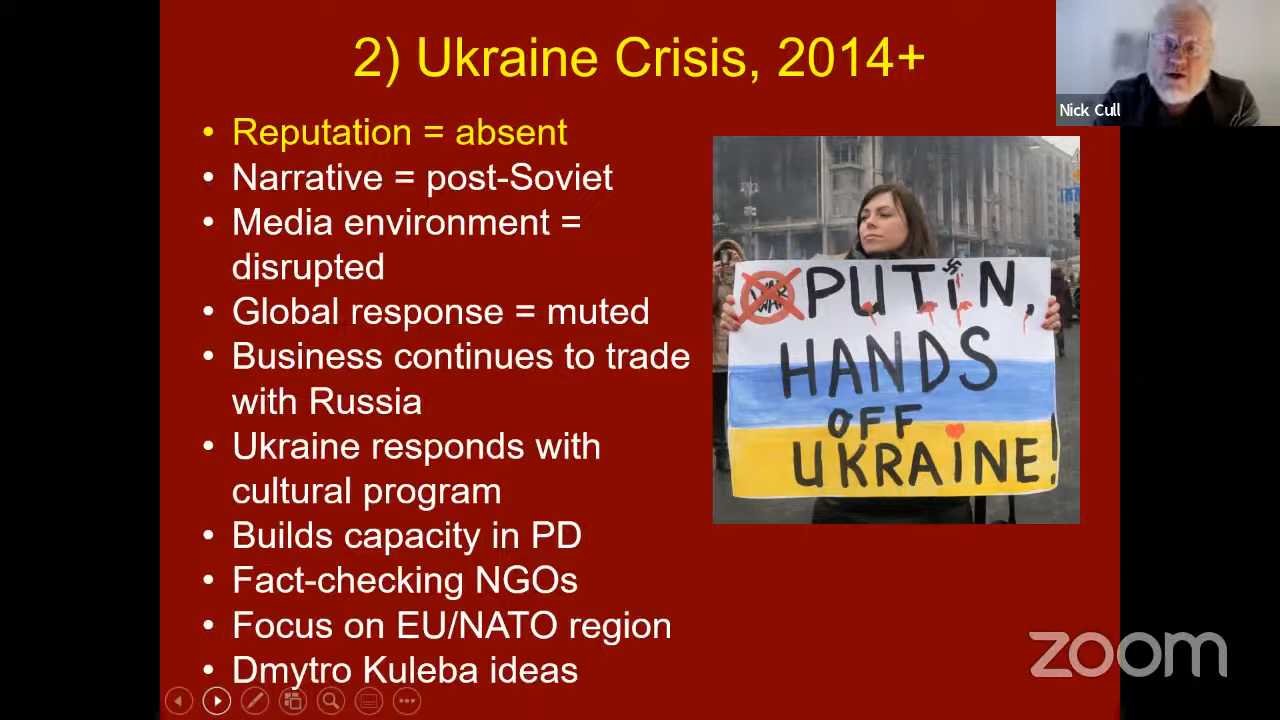 2) Ukraine Crisis, 2014+
Nick Cull
• Reputation = absent
• Narrative = post-Soviet
• Media environment =
disrupted
• Global response = muted
• Business continues to trade
with Russia
• Ukraine responds with
cultural program
• Builds capacity in PD
• Fact-checking NGOs
• Focus on EU/NATO region
• Dmytro Kuleba ideas
WAR
PUTiN,
HANDS
OFF
UKRAiNE!
zoom